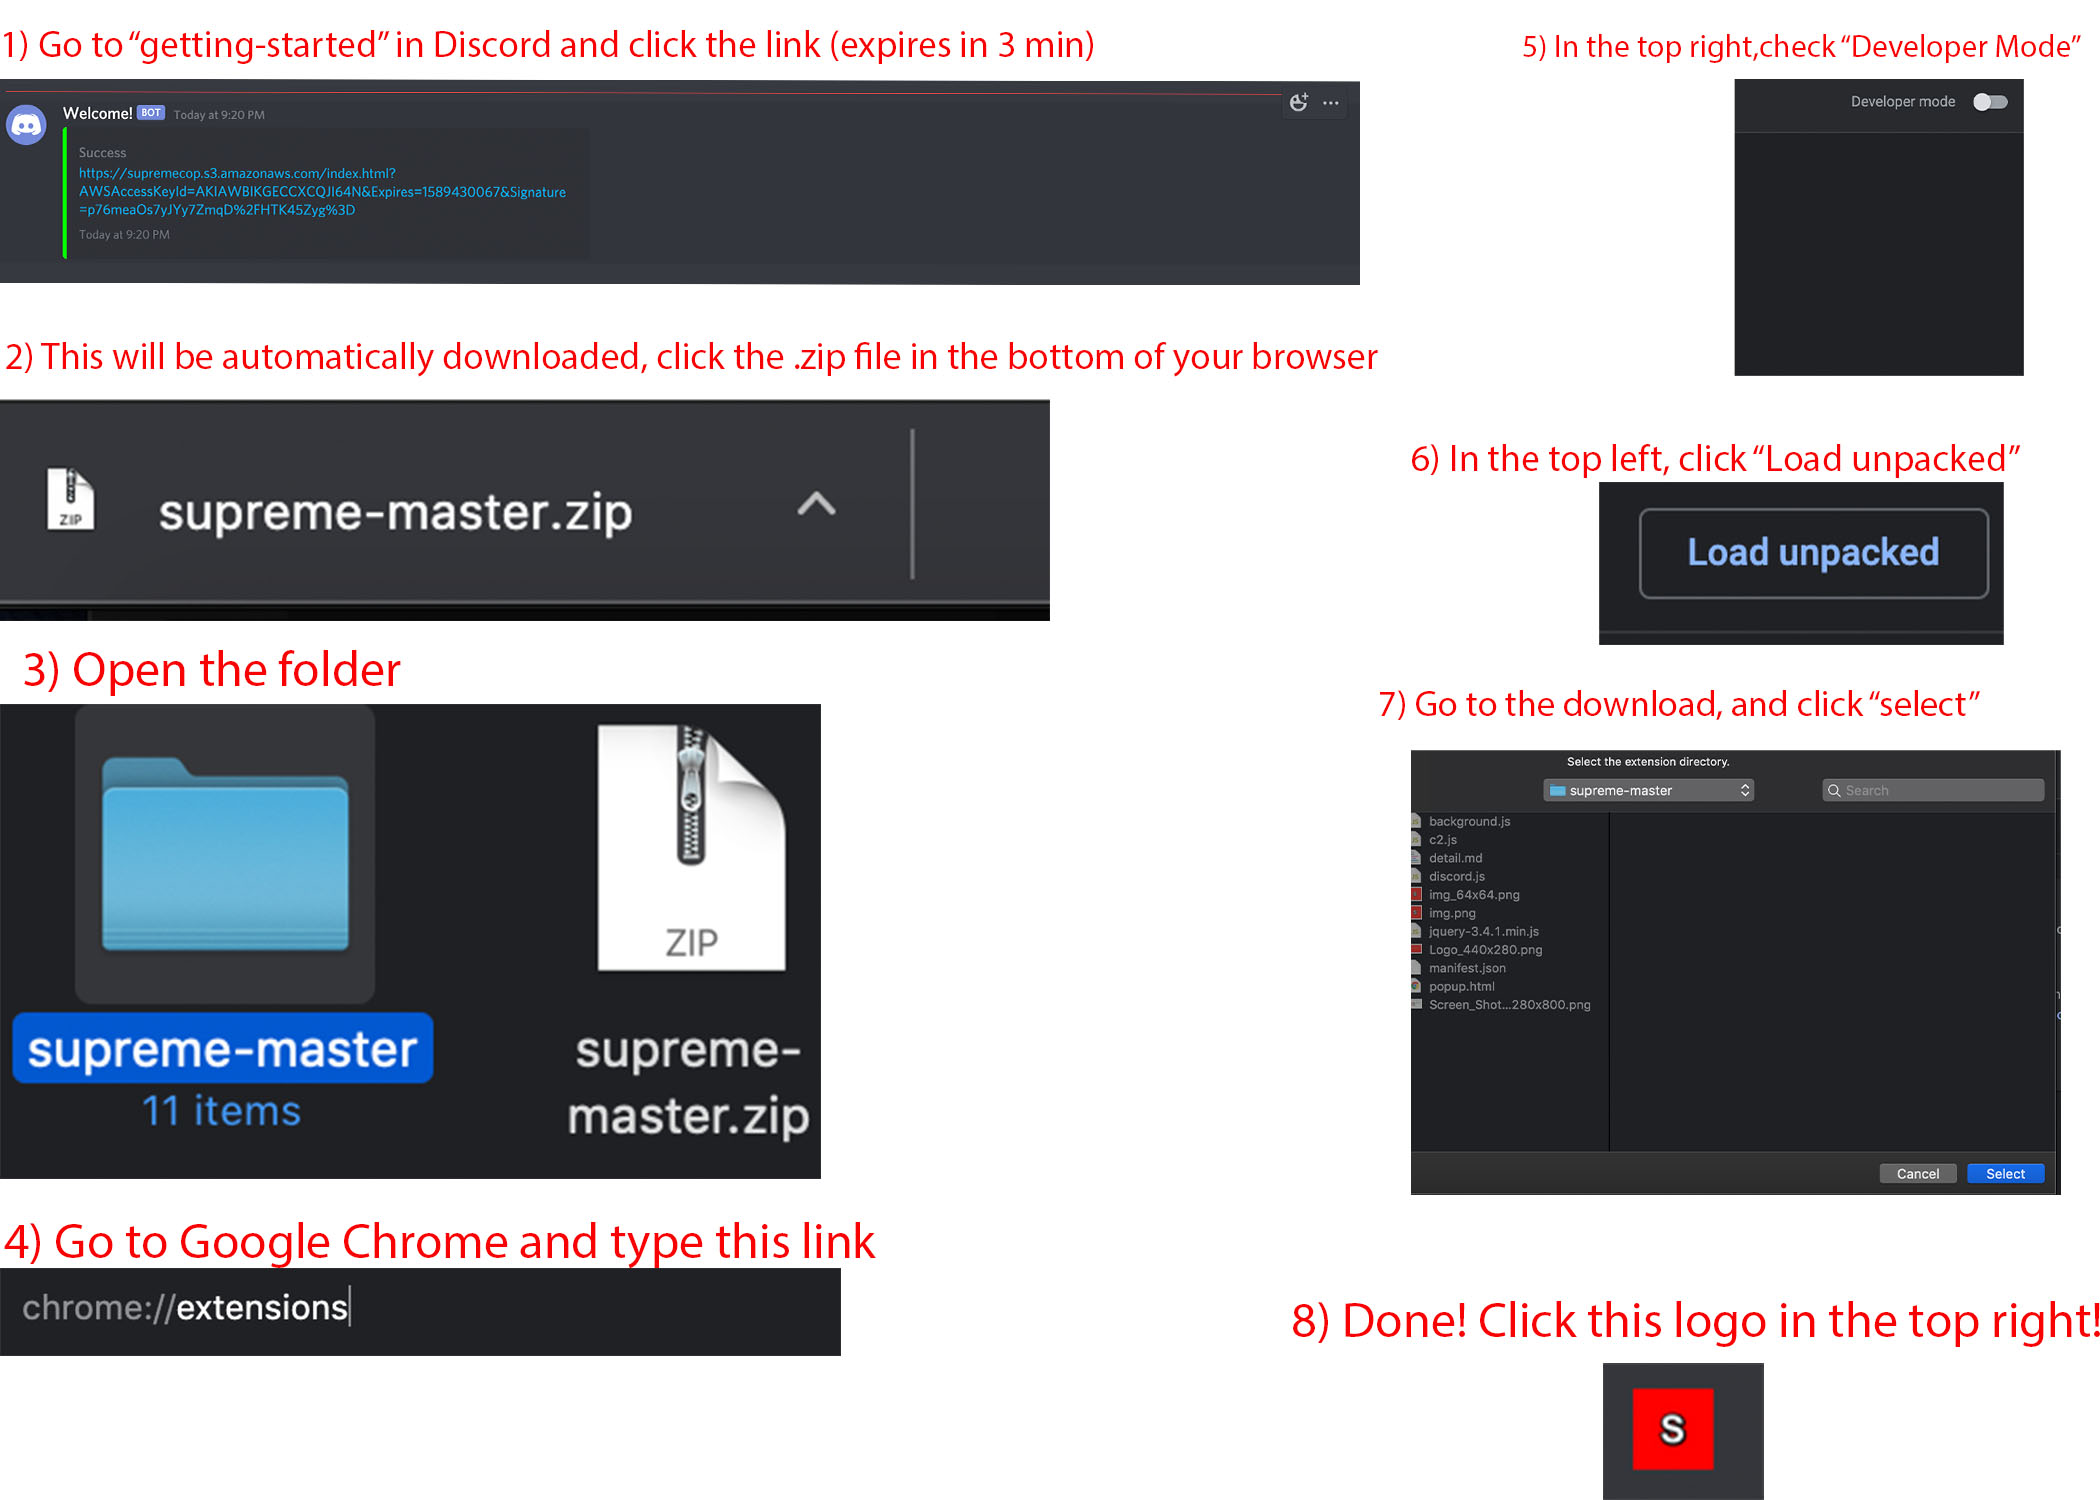 1) Go to “getting-started” in Discord and click the link (expires in 3 min)
Welcome! BOT Today at 9:20 PM
Success
https://supremecop.s3.amazonaws.com/index.html?
AWSAccessKeyId=AKIAWBIKGECCXCQJI64N&Expires=1589430067&Signature
=p76meaOs7yJYy7ZmqD%2FHTK45Zyg%3D
Today at 9:20 PM
2) This will be automatically downloaded, click the .zip file in the bottom of your browser
ZIP
supreme-master.zip
3) Open the folder
ZIP
supreme-master
11 items
supreme-
master.zip
4) Go to Google Chrome and type this link
chrome://extensions
5) In the top right,check “Developer Mode”
Developer mode
6) In the top left, click “Load unpacked”
Load unpacked
7) Go to the download, and click “select”
Select the extension directory.
supreme-master
Search
background.js
c2.js
detail.md
discord.js
img_64x64.png
img.png
jquery-3.4.1.min.js
Logo_440x280.png
manifest.json
popup.html
Screen_Shot...280x800.png
Cancel
Select
8) Done! Click this logo in the top right!
S